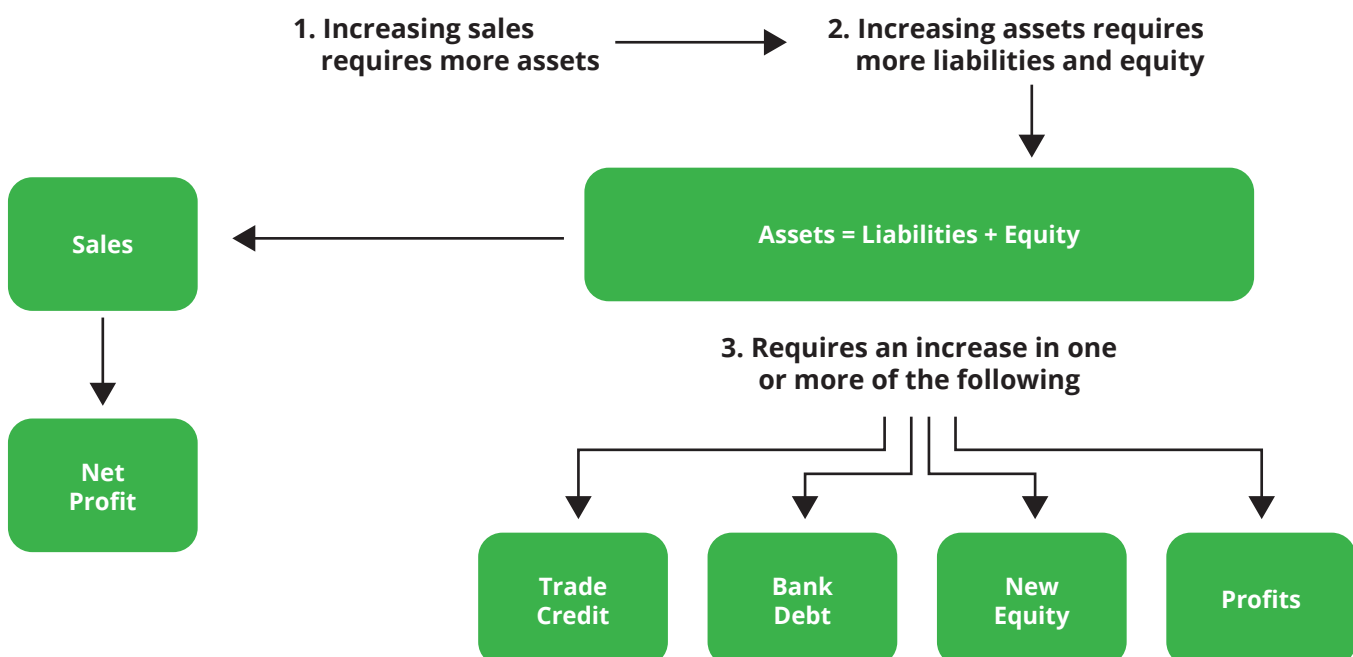 1. Increasing sales
requires more assets
2. Increasing assets requires
more liabilities and equity
Sales
Assets = Liabilities + Equity
3. Requires an increase in one
or more of the following
Net
Profit
Trade
Credit
Bank
Debt
New
Equity
Profits